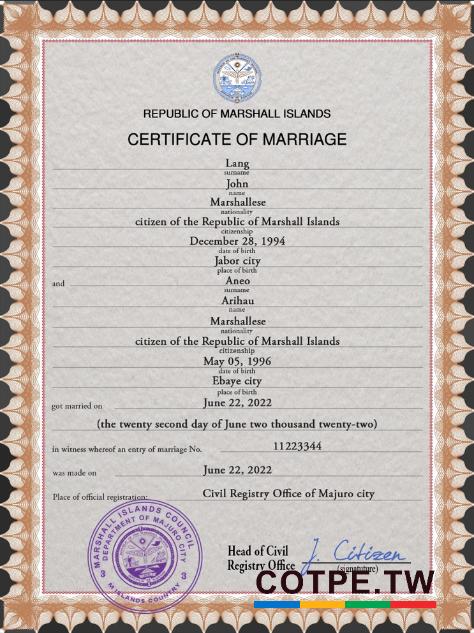 REPUBLIC OF MARSHALL ISLANDS
CERTIFICATE OF MARRIAGE
Lang
surname
John
name
Marshallese
nationality
citizen of the Republic of Marshall Islands
citizenship
December 28, 1994
date of birth
Jabor city
place of birth
and
Aneo
surname
Arihau
name
Marshallese
nationality
citizen of the Republic of Marshall Islands
citizenship
May 05, 1996
date of birth
Ebaye city
place of birth
got married on June 22, 2022
(the twenty second day of June two thousand twenty-two)
in witness whereof an entry of marriage No. 11223344
was made on June 22, 2022
Place of official registration: Civil Registry Office of Majuro city
MARSHALL ISLANDS COUNCIL
DEPARTMENT OF MAJURO CITY
3 3
M.ISLANDS COUNTRY
Head of Civil
Registry Office
J. Citizen
(signaturure)
COTPE.TW